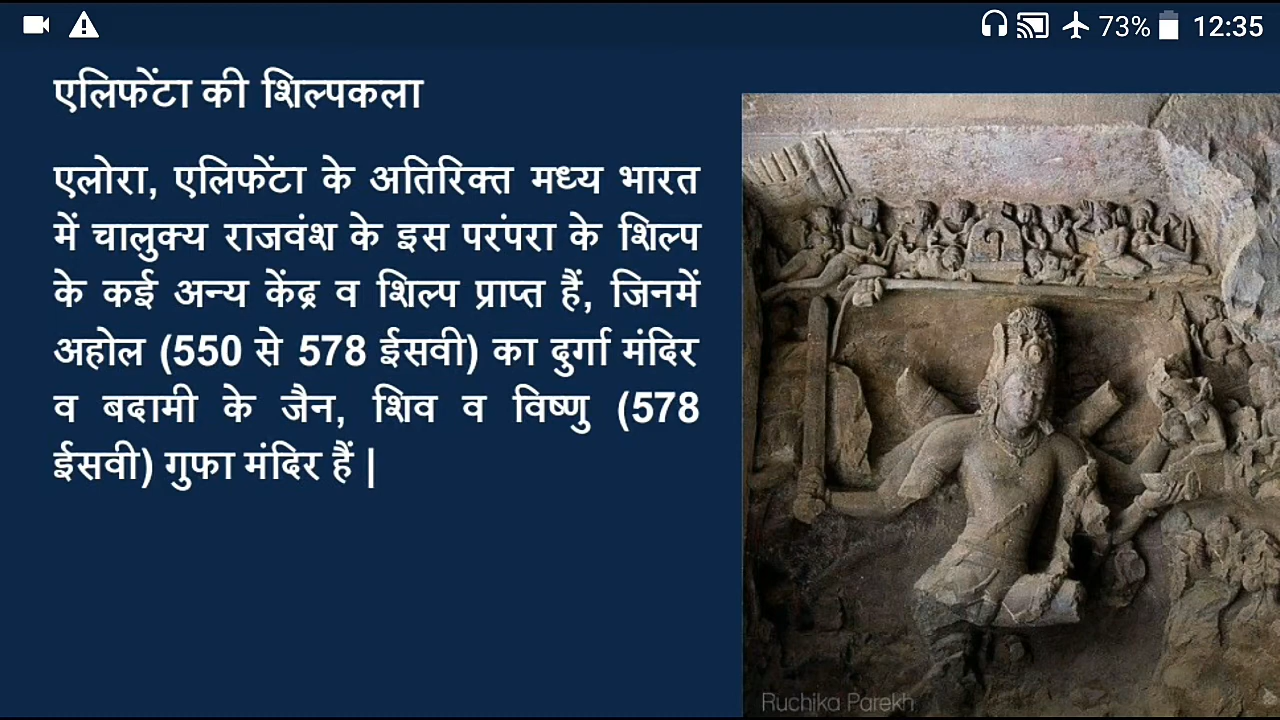 73% 12:35
एलिफेंटा की शिल्पकला
एलोरा, एलिफेंटा के अतिरिक्त मध्य भारत
में चालुक्य राजवंश के इस परंपरा के शिल्प
के कई अन्य केंद्र व शिल्प प्राप्त हैं, जिनमें
अहोल (550 से 578 ईसवी) का दुर्गा मंदिर
व बदामी के जैन, शिव व विष्णु (578
ईसवी) गुफा मंदिर हैं |
Ruchika Parekh